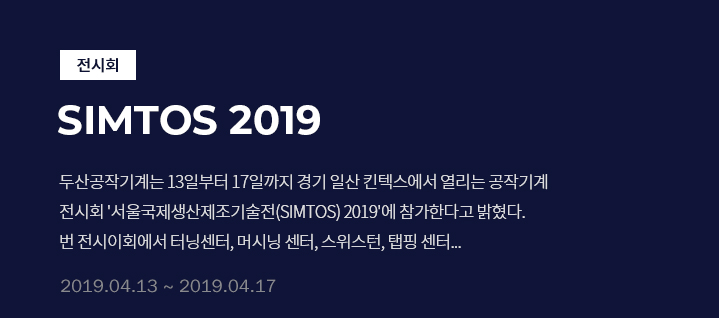 전시회
SIMTOS 2019
두산공작기계는 13일부터 17일까지 경기 일산 킨텍스에서 열리는 공작기계
전시회 '서울국제생산제조기술전(SIMTOS) 2019'에 참가한다고 밝혔다.
번 전시이회에서 터닝센터, 머시닝 센터, 스위스턴, 탭핑 센터...
2019.04.13 ~ 2019.04.17